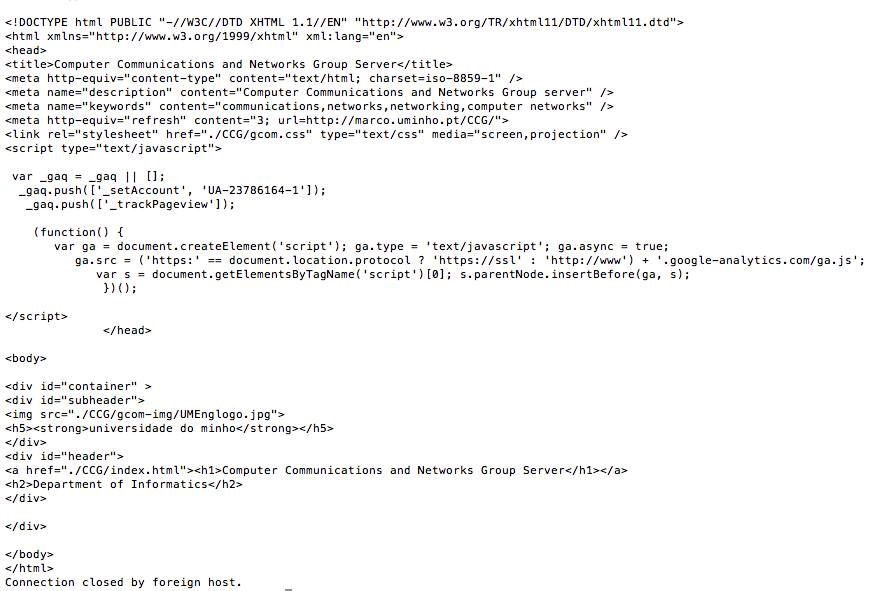 <!DOCTYPE html PUBLIC "-//W3C//DTD XHTML 1.1//EN" "http://www.w3.org/TR/xhtml11/DTD/xhtml11.dtd">
<html xmlns="http://www.w3.org/1999/xhtml" xml:lang="en">
<head>
<title>Computer Communications and Networks Group Server</title>
<meta http-equiv="content-type" content="text/html; charset=iso-8859-1" />
<meta name="description" content="Computer Communications and Networks Group server" />
<meta name="keywords" content="communications,networks,networking,computer networks" />
<meta http-equiv="refresh" content="3; url=http://marco.uminho.pt/CCG/">
<link rel="stylesheet" href="./CCG/gcom.css" type="text/css" media="screen,projection" />
<script type="text/javascript">
var _gaq = _gaq || [];
_gaq.push(['_setAccount', 'UA-23786164-1']);
_gaq.push(['_trackPageview']);
(function() {
var ga = document.createElement('script'); ga.type = 'text/javascript'; ga.async = true;
ga.src = ('https:' == document.location.protocol ? 'https://ssl' : 'http://www') + '.google-analytics.com/ga.js';
var s = document.getElementsByTagName('script')[0]; s.parentNode.insertBefore(ga, s);
})();
</script>
</head>
<body>
<div id="container" >
<div id="subheader">
<img src="./CCG/gcom-img/UMEnglogo.jpg">
<h5><strong>universidade do minho</strong></h5>
</div>
<div id="header">
<a href="./CCG/index.html"><h1>Computer Communications and Networks Group Server</h1></a>
<h2>Department of Informatics</h2>
</div>
</div>
</body>
</html>
Connection closed by foreign host.